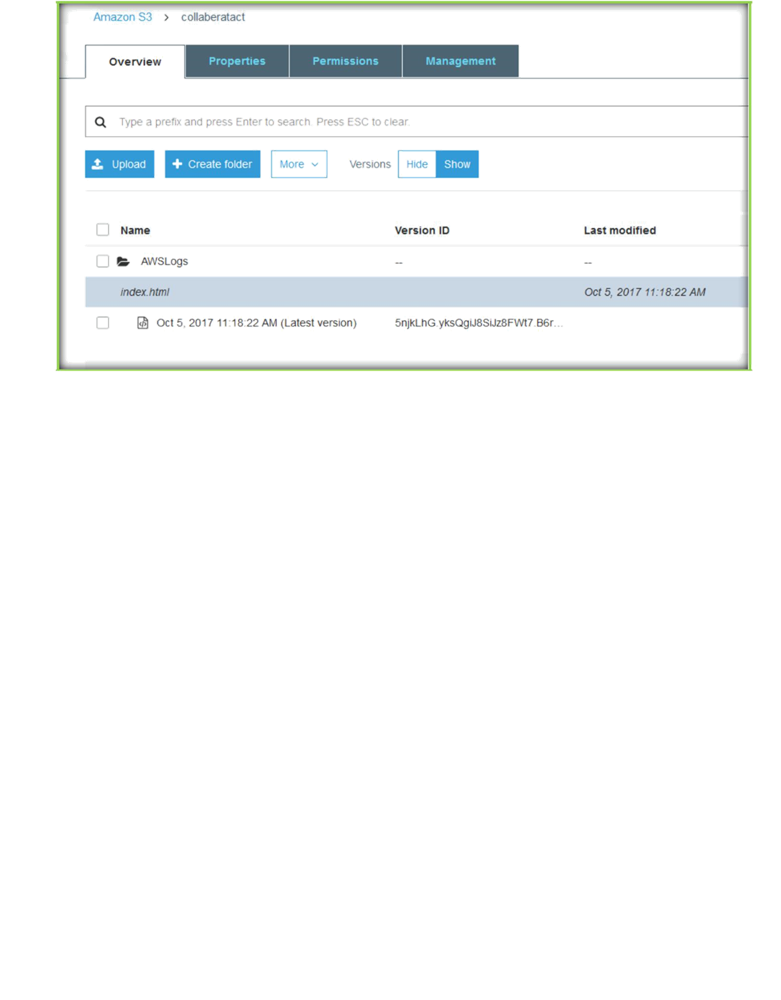 Amazon S3 > collaberatact
Overview Properties Permissions Management
Type a prefix and press Enter to search. Press ESC to clear.
Upload Create folder More Versions Hide Show
Name Version ID Last modified
AWSLogs -- --
index.html Oct 5, 2017 11:18:22 AM
Oct 5, 2017 11:18:22 AM (Latest version) 5njkLhG.yksQgiJ8SiJz8FWt7.B6r...